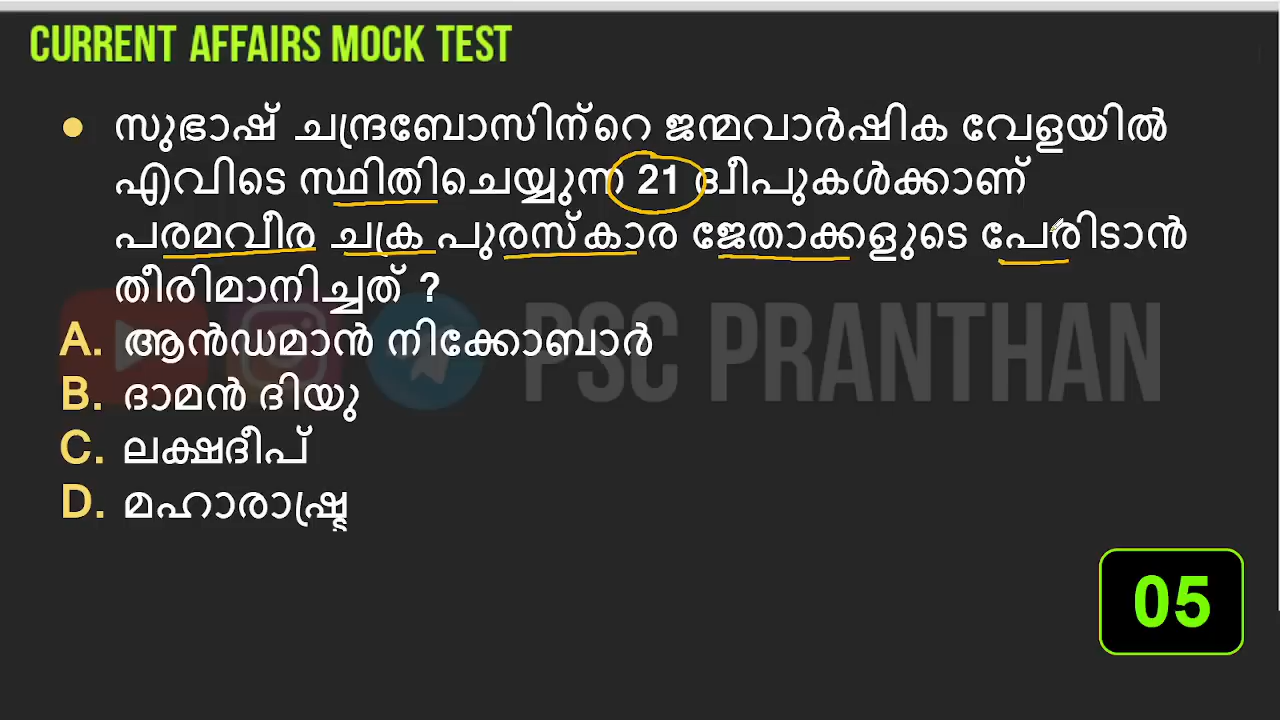 CURRENT AFFAIRS MOCK TEST
● സുഭാഷ് ചന്ദ്രബോസിന്റെ ജന്മവാർഷിക വേളയിൽ
എവിടെ സ്ഥിതിചെയ്യുന്ന 21 ദ്വീപുകൾക്കാണ്
പരമവീര ചക്ര പുരസ്കാര ജേതാക്കളുടെ പേരിടാൻ
തീരിമാനിച്ചത് ?
A. ആൻഡമാൻ നിക്കോബാർ
B. ദാമൻ ദിയു
C. ലക്ഷദീപ്
D. മഹാരാഷ്ട്ര
PSC PRANTHAN
05